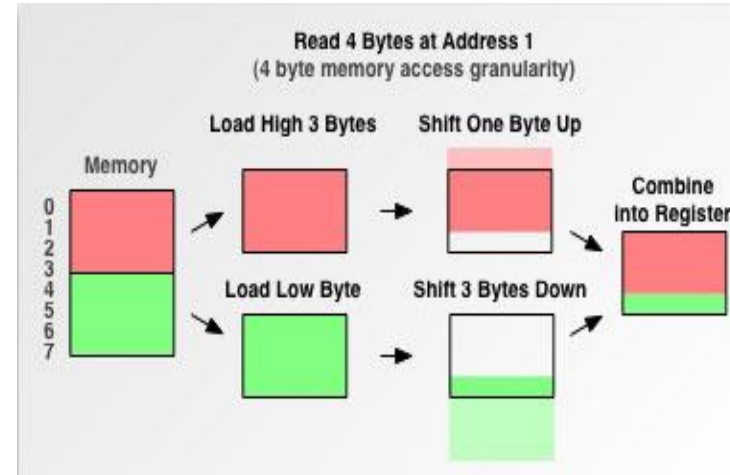 Read 4 Bytes at Address 1
(4 byte memory access granularity)
Load High 3 Bytes
Shift One Byte Up
Memory
Combine
into Register
0
1
2
3
4
5
6
7
Load Low Byte
Shift 3 Bytes Down